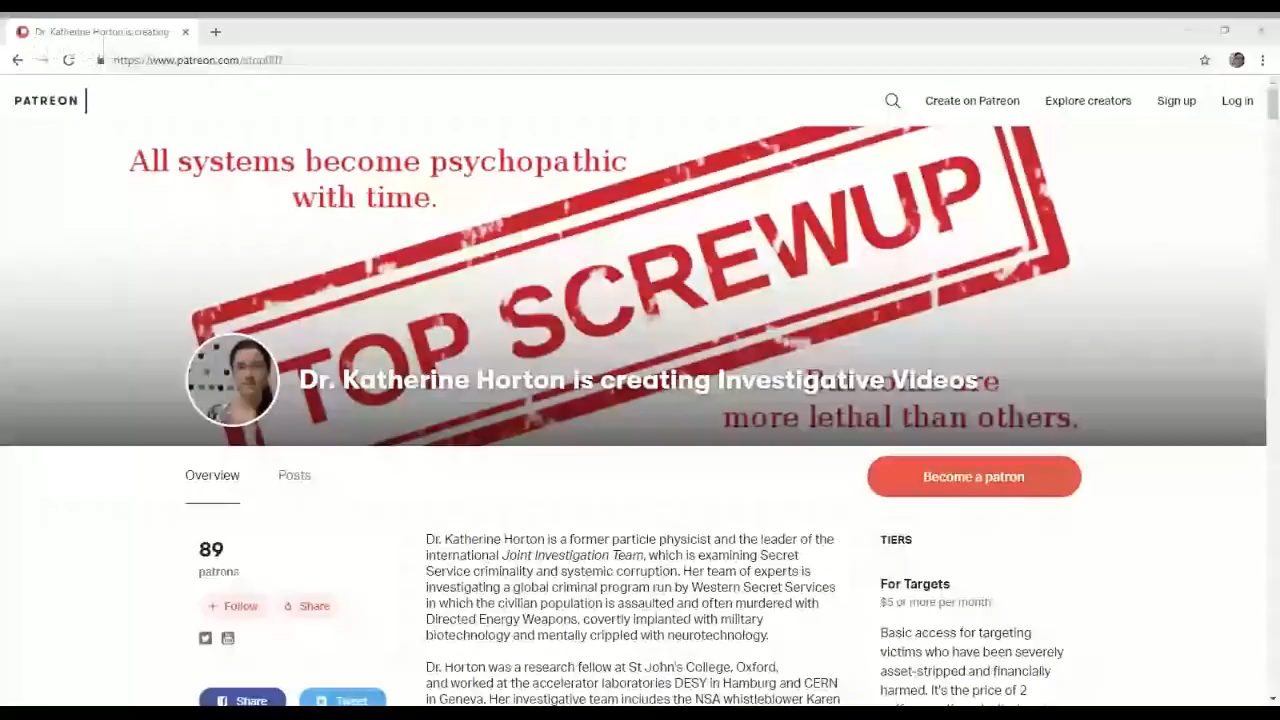 Dr. Katherine Horton is creating
https://www.patreon.com/stop007
PATREON
Create on Patreon
Explore creators
Sign up
Log in
All systems become psychopathic
with time.
TOP SCREWUP
Dr. Katherine Horton is creating Investigative Videos
are
more lethal than others.
Overview
Posts
Become a patron
89
patrons
+ Follow
Share
Share
Tweet
Dr. Katherine Horton is a former particle physicist and the leader of the
international Joint Investigation Team, which is examining Secret
Service criminality and systemic corruption. Her team of experts is
investigating a global criminal program run by Western Secret Services
in which the civilian population is assaulted and often murdered with
Directed Energy Weapons, covertly implanted with military
biotechnology and mentally crippled with neurotechnology.
Dr. Horton was a research fellow at St John's College, Oxford,
and worked at the accelerator laboratories DESY in Hamburg and CERN
in Geneva. Her investigative team includes the NSA whistleblower Karen
TIERS
For Targets
$5 or more per month
Basic access for targeting
victims who have been severely
asset-stripped and financially
harmed. It's the price of 2